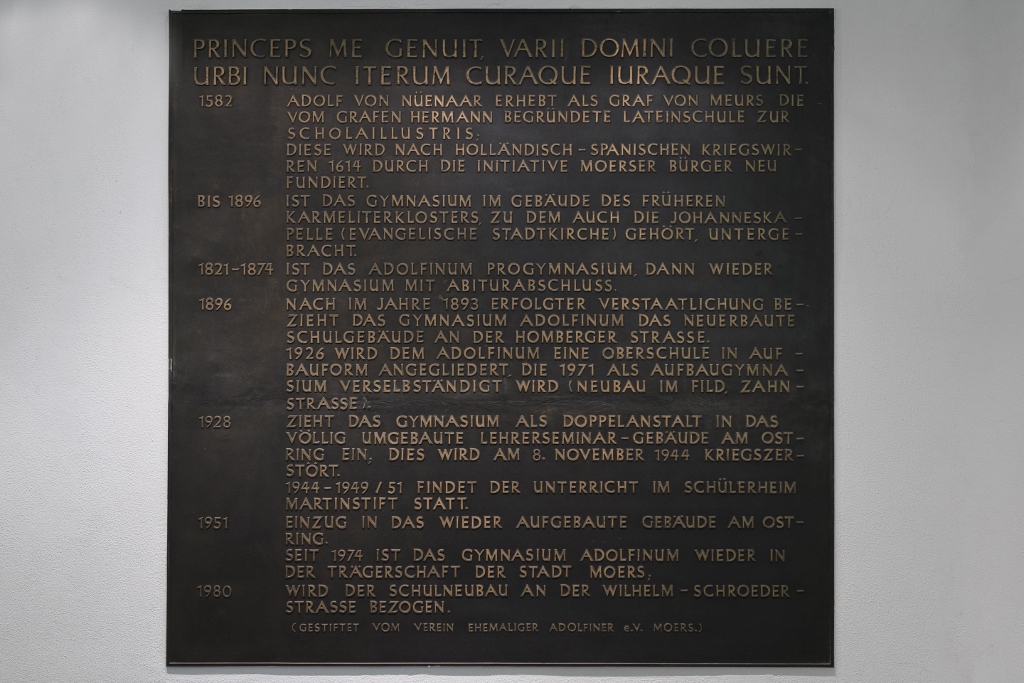 PRINCEPS ME GENUIT, VARII DOMINI COLUERE
URBI NUNC ITERUM CURAQUE IURAQUE SUNT.
1582 ADOLF VON NÜENAAR ERHEBT ALS GRAF VON MEURS DIE
VOM GRAFEN HERMANN BEGRÜNDETE LATEINSCHULE ZUR
SCHOLA ILLUSTRIS;
DIESE WIRD NACH HOLLÄNDISCH-SPANISCHEN KRIEGSWIR-
REN 1614 DURCH DIE INITIATIVE MOERSER BÜRGER NEU
FUNDIERT.
BIS 1896 IST DAS GYMNASIUM IM GEBÄUDE DES FRÜHEREN
KARMELITERKLOSTERS, ZU DEM AUCH DIE JOHANNESKA-
PELLE (EVANGELISCHE STADTKIRCHE) GEHÖRT, UNTERGE-
BRACHT.
1821-1874 IST DAS ADOLFINUM PROGYMNASIUM, DANN WIEDER
GYMNASIUM MIT ABITURABSCHLUSS.
1896 NACH IM JAHRE 1893 ERFOLGTER VERSTAATLICHUNG BE-
ZIEHT DAS GYMNASIUM ADOLFINUM DAS NEUERBAUTE
SCHULGEBÄUDE AN DER HOMBERGER STRASSE.
1926 WIRD DEM ADOLFINUM EINE OBERSCHULE IN AUF-
BAUFORM ANGEGLIEDERT, DIE 1971 ALS AUFBAUGYMNA-
SIUM VERSELBSTÄNDIGT WIRD (NEUBAU IM FILD, ZAHN-
STRASSE).
1928 ZIEHT DAS GYMNASIUM ALS DOPPELANSTALT IN DAS
VÖLLIG UMGEBAUTE LEHRERSEMINAR-GEBÄUDE AM OST-
RING EIN; DIES WIRD AM 8. NOVEMBER 1944 KRIEGSZER-
STÖRT.
1944-1949/51 FINDET DER UNTERRICHT IM SCHÜLERHEIM
MARTINSTIFT STATT.
1951 EINZUG IN DAS WIEDER AUFGEBAUTE GEBÄUDE AM OST-
RING.
SEIT 1974 IST DAS GYMNASIUM ADOLFINUM WIEDER IN
DER TRÄGERSCHAFT DER STADT MOERS;
1980 WIRD DER SCHULNEUBAU AN DER WILHELM-SCHROEDER-
STRASSE BEZOGEN.
(GESTIFTET VOM VEREIN EHEMALIGER ADOLFINER e.V. MOERS.)